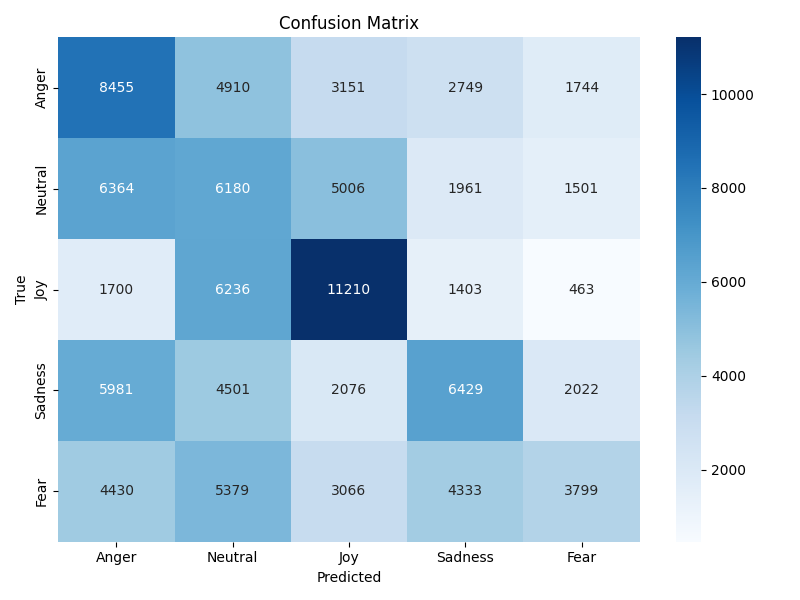 Confusion Matrix
True
Anger 8455 4910 3151 2749 1744
Neutral 6364 6180 5006 1961 1501
Joy 1700 6236 11210 1403 463
Sadness 5981 4501 2076 6429 2022
Fear 4430 5379 3066 4333 3799
Anger Neutral Joy Sadness Fear
Predicted
10000
8000
6000
4000
2000